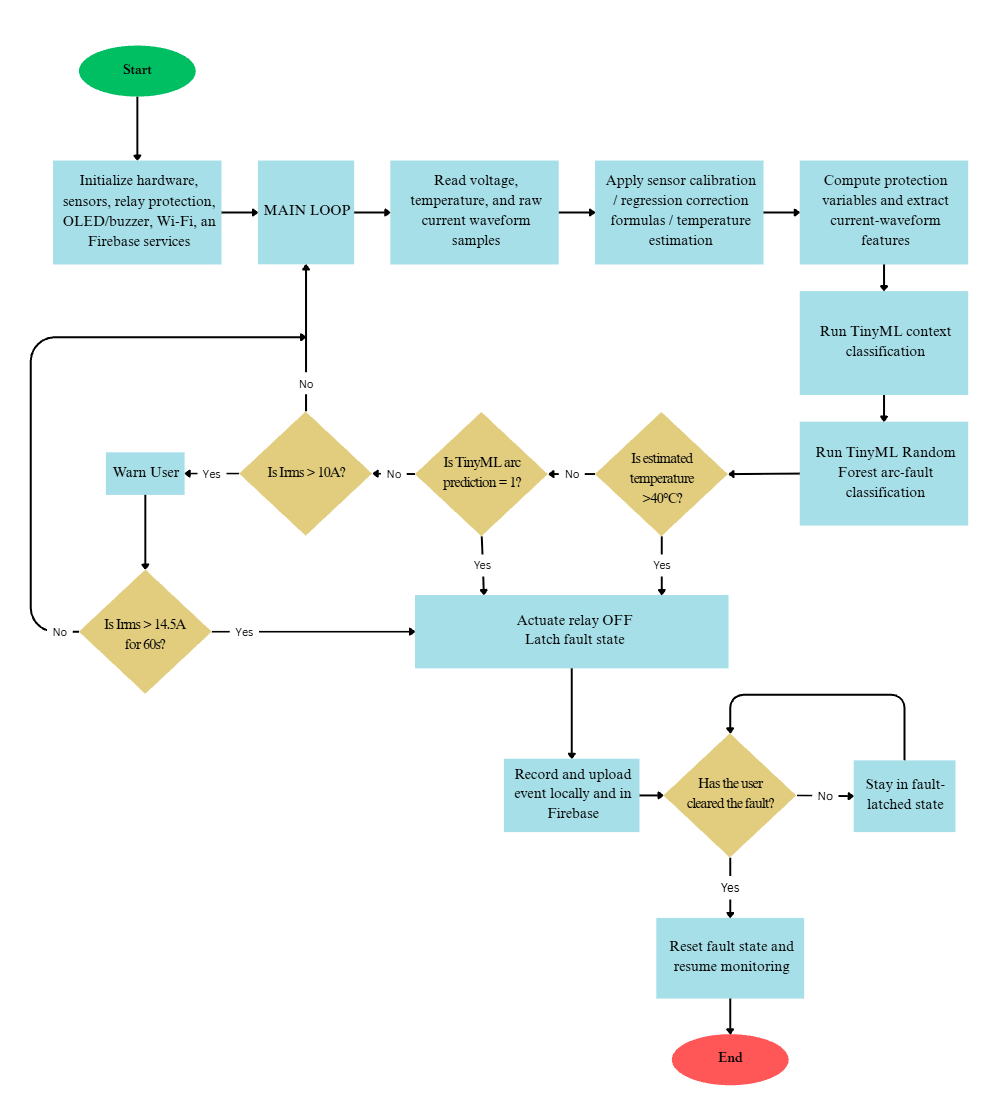 Start
Initialize hardware,
sensors, relay protection,
OLED/buzzer, Wi-Fi, an
Firebase services
MAIN LOOP
Read voltage,
temperature, and raw
current waveform
samples
Apply sensor calibration
/ regression correction
formulas / temperature
estimation
Compute protection
variables and extract
current-waveform
features
Run TinyML context
classification
Run TinyML Random
Forest arc-fault
classification
Is estimated
temperature
>40°C?
No
Yes
Is TinyML arc
prediction = 1?
No
Yes
Is Irms > 10A?
No
Yes
Warn User
Is Irms > 14.5A
for 60s?
No
Yes
Actuate relay OFF
Latch fault state
Record and upload
event locally and in
Firebase
Has the user
cleared the fault?
No
Stay in fault-
latched state
Yes
Reset fault state and
resume monitoring
End